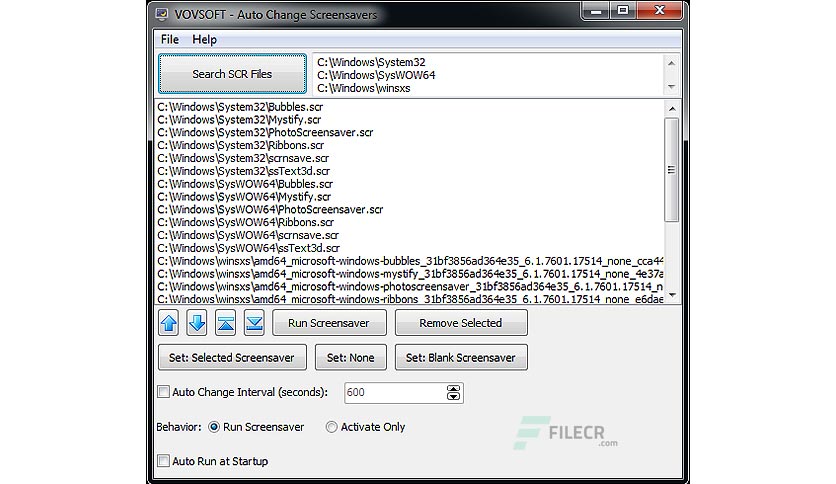 VOVSOFT - Auto Change Screensavers
File Help
Search SCR Files
C:\Windows\System32
C:\Windows\SysWOW64
C:\Windows\winsxs
C:\Windows\System32\Bubbles.scr
C:\Windows\System32\Mystify.scr
C:\Windows\System32\PhotoScreensaver.scr
C:\Windows\System32\Ribbons.scr
C:\Windows\System32\scrnsave.scr
C:\Windows\System32\ssText3d.scr
C:\Windows\SysWOW64\Bubbles.scr
C:\Windows\SysWOW64\Mystify.scr
C:\Windows\SysWOW64\PhotoScreensaver.scr
C:\Windows\SysWOW64\Ribbons.scr
C:\Windows\SysWOW64\scrnsave.scr
C:\Windows\SysWOW64\ssText3d.scr
C:\Windows\winsxs\amd64_microsoft-windows-bubbles_31bf3856ad364e35_6.1.7601.17514_none_cca44
C:\Windows\winsxs\amd64_microsoft-windows-mystify_31bf3856ad364e35_6.1.7601.17514_none_4e37a
C:\Windows\winsxs\amd64_microsoft-windows-photoscreensaver_31bf3856ad364e35_6.1.7601.17514_n
C:\Windows\winsxs\amd64_microsoft-windows-ribbons_31bf3856ad364e35_6.1.7601.17514_none_e6dae
Run Screensaver Remove Selected
Set: Selected Screensaver Set: None Set: Blank Screensaver
Auto Change Interval (seconds): 600
Behavior: Run Screensaver Activate Only
FILECR
.com
Auto Run at Startup